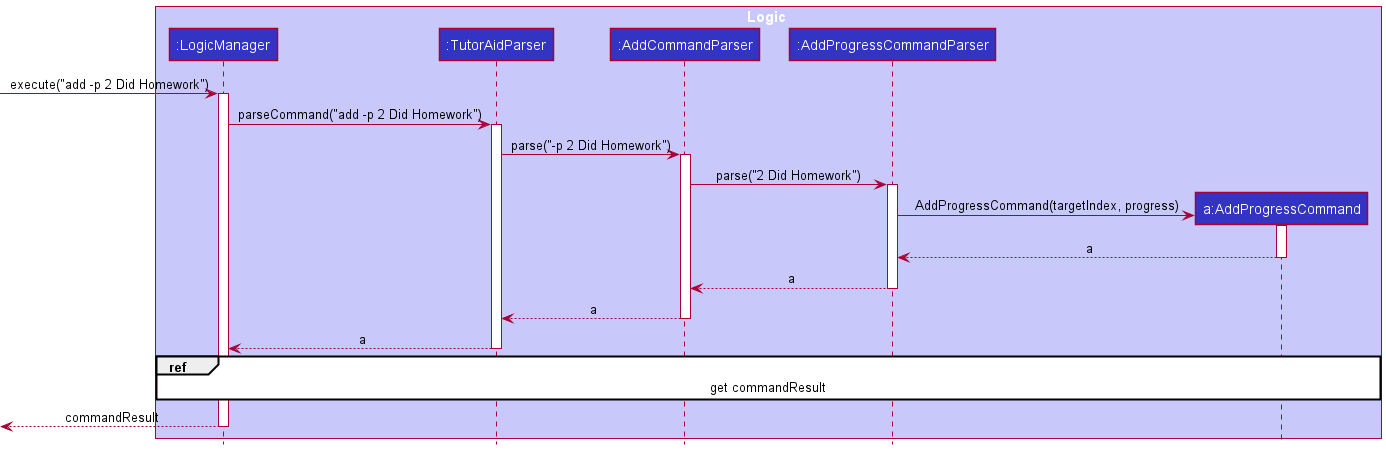 Logic
:LogicManager
:TutorAidParser
:AddCommandParser
:AddProgressCommandParser
execute("add -p 2 Did Homework")
parseCommand("add -p 2 Did Homework")
parse("-p 2 Did Homework")
parse("2 Did Homework")
AddProgressCommand(targetIndex, progress)
a:AddProgressCommand
a
a
a
a
ref
get commandResult
commandResult